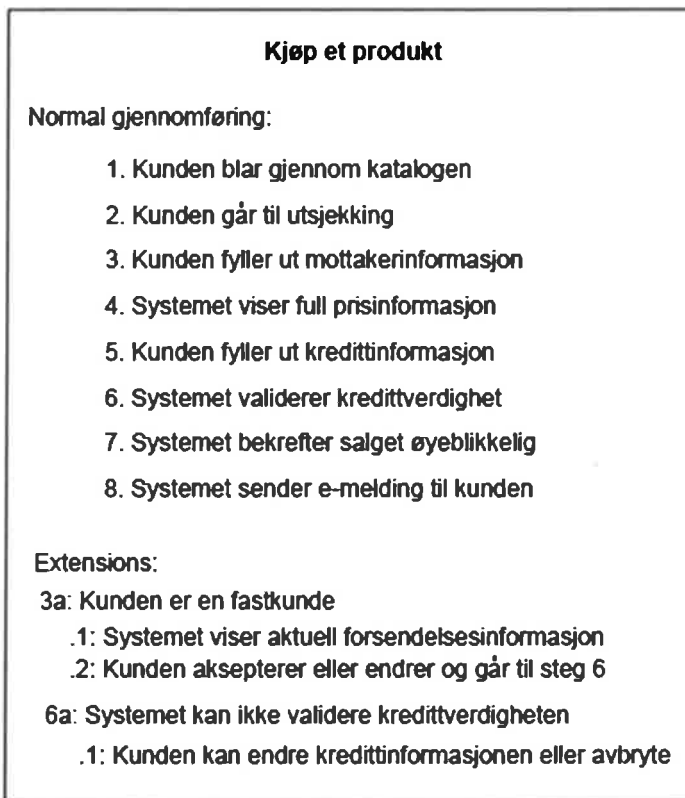 Kjøp et produkt
Normal gjennomføring:
1. Kunden blar gjennom katalogen
2. Kunden går til utsjekking
3. Kunden fyller ut mottakerinformasjon
4. Systemet viser full prisinformasjon
5. Kunden fyller ut kredittinformasjon
6. Systemet validerer kredittverdighet
7. Systemet bekrefter salget øyeblikkelig
8. Systemet sender e-melding til kunden
Extensions:
3a: Kunden er en fastkunde
.1: Systemet viser aktuell forsendelsesinformasjon
.2: Kunden aksepterer eller endrer og går til steg 6
6a: Systemet kan ikke validere kredittverdigheten
.1: Kunden kan endre kredittinformasjonen eller avbryte